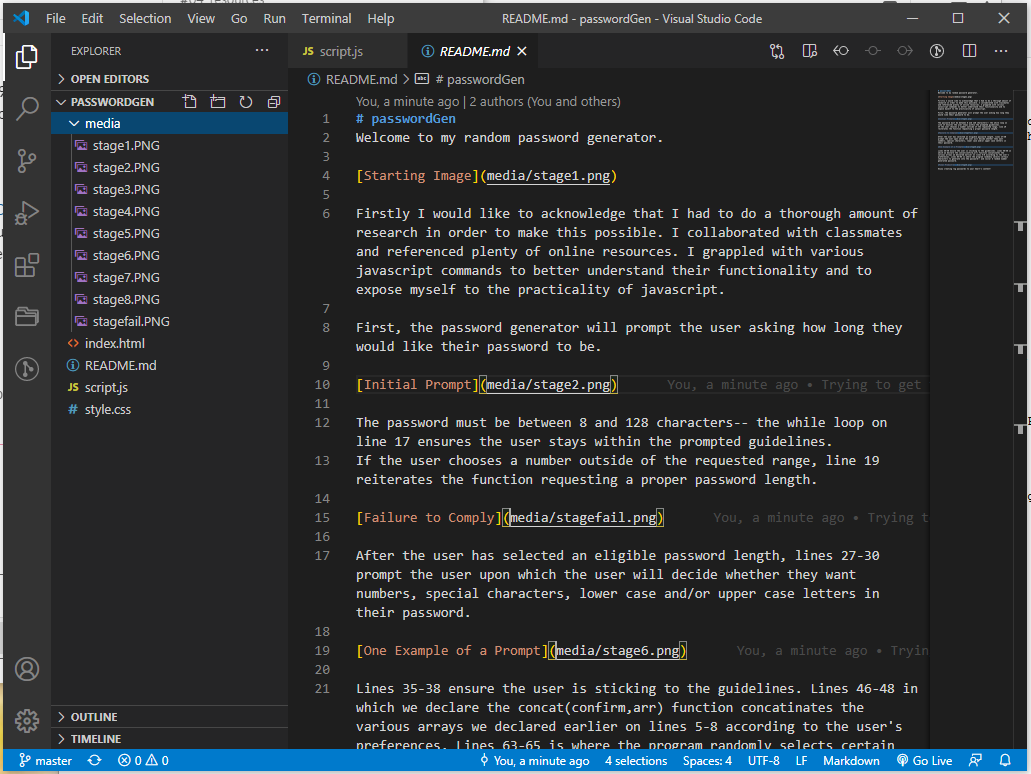 File Edit Selection View Go Run Terminal Help README.md - passwordGen - Visual Studio Code
EXPLORER
OPEN EDITORS
PASSWORDGEN
media
stage1.PNG
stage2.PNG
stage3.PNG
stage4.PNG
stage5.PNG
stage6.PNG
stage7.PNG
stage8.PNG
stagefail.PNG
index.html
README.md
JS script.js
# style.css
OUTLINE
TIMELINE
JS script.js README.md
README.md > abc # passwordGen
You, a minute ago | 2 authors (You and others)
1 # passwordGen
2 Welcome to my random password generator.
3
4 [Starting Image](media/stage1.png)
5
6 Firstly I would like to acknowledge that I had to do a thorough amount of
research in order to make this possible. I collaborated with classmates
and referenced plenty of online resources. I grappled with various
javascript commands to better understand their functionality and to
expose myself to the practicality of javascript.
7
8 First, the password generator will prompt the user asking how long they
would like their password to be.
9
10 [Initial Prompt](media/stage2.png) You, a minute ago • Trying to get
11
12 The password must be between 8 and 128 characters-- the while loop on
line 17 ensures the user stays within the prompted guidelines.
13 If the user chooses a number outside of the requested range, line 19
reiterates the function requesting a proper password length.
14
15 [Failure to Comply](media/stagefail.png) You, a minute ago • Trying t
16
17 After the user has selected an eligible password length, lines 27-30
prompt the user upon which the user will decide whether they want
numbers, special characters, lower case and/or upper case letters in
their password.
18
19 [One Example of a Prompt](media/stage6.png) You, a minute ago • Tryin
20
21 Lines 35-38 ensure the user is sticking to the guidelines. Lines 46-48 in
which we declare the concat(confirm,arr) function concatinates the
various arrays we declared earlier on lines 5-8 according to the user's
preferences. Lines 63-65 is where the program randomly selects certain
master 0 0 You, a minute ago 4 selections Spaces: 4 UTF-8 LF Markdown Go Live